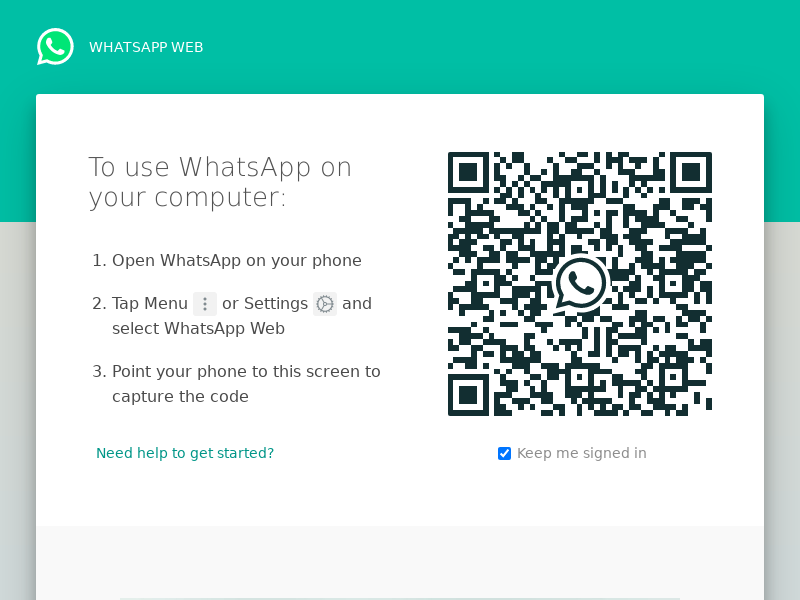 WHATSAPP WEB
To use WhatsApp on
your computer:
1. Open WhatsApp on your phone
2. Tap Menu or Settings and
select WhatsApp Web
3. Point your phone to this screen to
capture the code
Need help to get started?
Keep me signed in